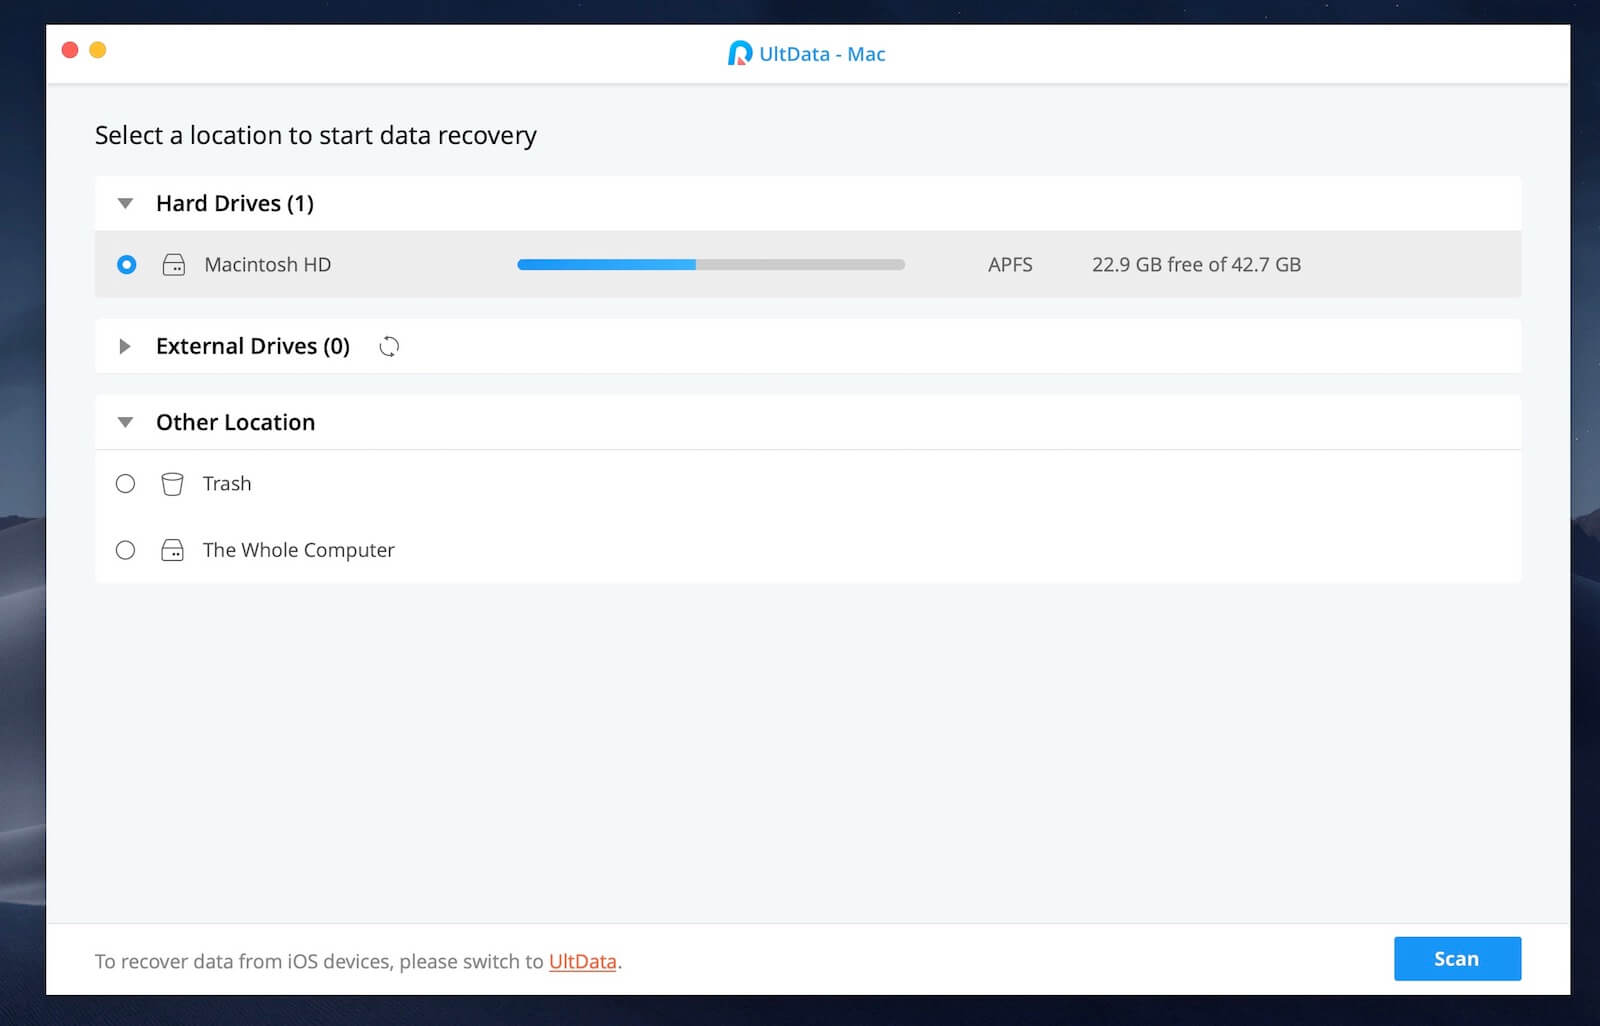 UltData - Mac
Select a location to start data recovery
Hard Drives (1)
Macintosh HD APFS 22.9 GB free of 42.7 GB
External Drives (0)
Other Location
Trash
The Whole Computer
To recover data from iOS devices, please switch to UltData.
Scan